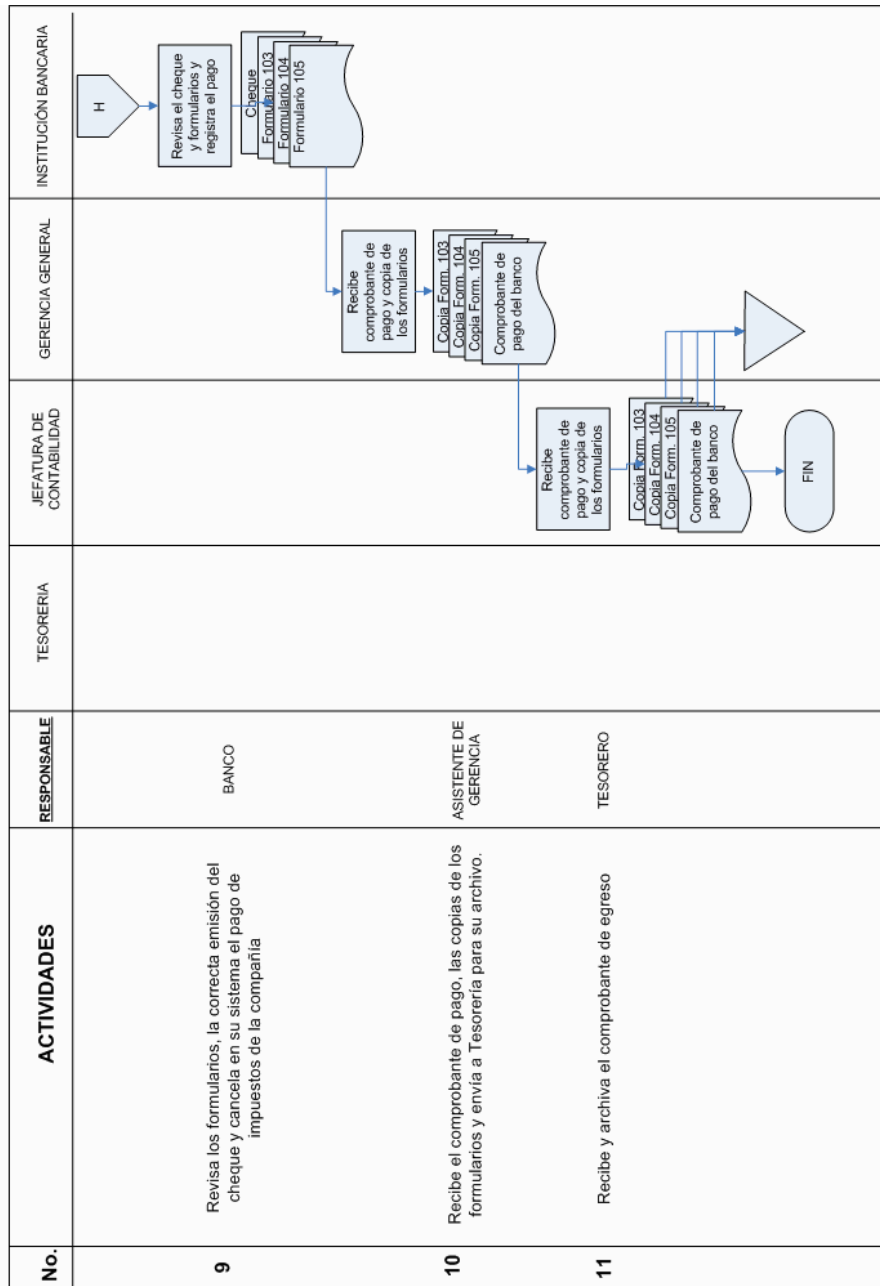 No.
ACTIVIDADES
RESPONSABLE
TESORERIA
JEFATURA DE
CONTABILIDAD
GERENCIA GENERAL
INSTITUCIÓN BANCARIA
9
Revisa los formularios, la correcta emisión del
cheque y cancela en su sistema el pago de
impuestos de la compañía
BANCO
H
Revisa el cheque
y formularios y
registra el pago
Cheque
Formulario 103
Formulario 104
Formulario 105
10
Recibe el comprobante de pago, las copias de los
formularios y envía a Tesorería para su archivo.
ASISTENTE DE
GERENCIA
Recibe
comprobante de
pago y copia de
los formularios
Copia Form. 103
Copia Form. 104
Copia Form. 105
Comprobante de
pago del banco
11
Recibe y archiva el comprobante de egreso
TESORERO
Recibe
comprobante de
pago y copia de
los formularios
Copia Form. 103
Copia Form. 104
Copia Form. 105
Comprobante de
pago del banco
FIN